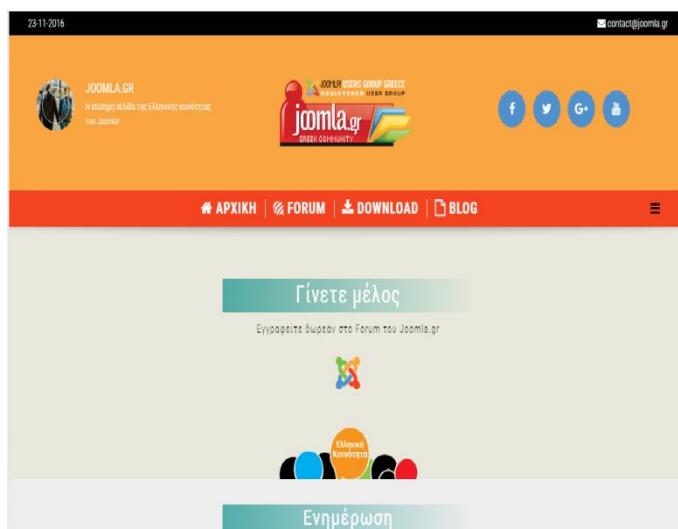 23-11-2016
contact@joomla.gr
JOOMLA.GR
Η επίσημη σελίδα της Ελληνικής κοινότητας
του Joomla!
JOOMLA! USERS GROUP GREECE
REGISTERED USER GROUP
joomla.gr
GREEK COMMUNITY
ΑΡΧΙΚΗ
FORUM
DOWNLOAD
BLOG
Γίνετε μέλος
Εγγραφείτε δωρεάν στο Forum του Joomla.gr
Ελληνική
Κοινότητα
Ενημέρωση